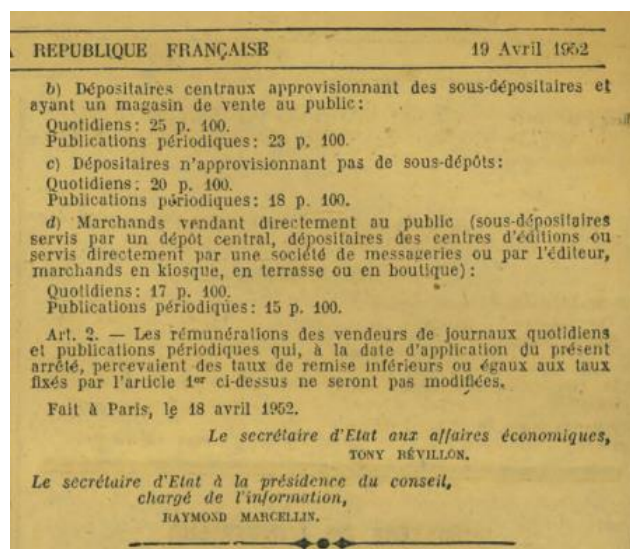 REPUBLIQUE FRANÇAISE 19 Avril 1952
b) Dépositaires centraux approvisionnant des sous-dépositaires et
ayant un magasin de vente au public:
Quotidiens: 25 p. 100.
Publications périodiques: 23 p. 100.
c) Dépositaires n'approvisionnant pas de sous-dépôts:
Quotidiens: 20 p. 100.
Publications périodiques: 18 p. 100.
d) Marchands vendant directement au public (sous-dépositaires
servis par un dépôt central, dépositaires des centres d'éditions ou
servis directement par une société de messageries ou par l'éditeur,
marchands en kiosque, en terrasse ou en boutique):
Quotidiens: 17 p. 100.
Publications périodiques: 15 p. 100.
Art. 2. — Les rémunérations des vendeurs de journaux quotidiens
et publications périodiques qui, à la date d'application du présent
arrêté, percevaient des taux de remise inférieurs ou égaux aux taux
fixés par l'article 1er ci-dessus ne seront pas modifiées.
Fait à Paris, le 18 avril 1952.
Le secrétaire d'Etat aux affaires économiques,
TONY RÉVILLON.
Le secrétaire d'Etat à la présidence du conseil,
chargé de l'information,
RAYMOND MARCELLIN.